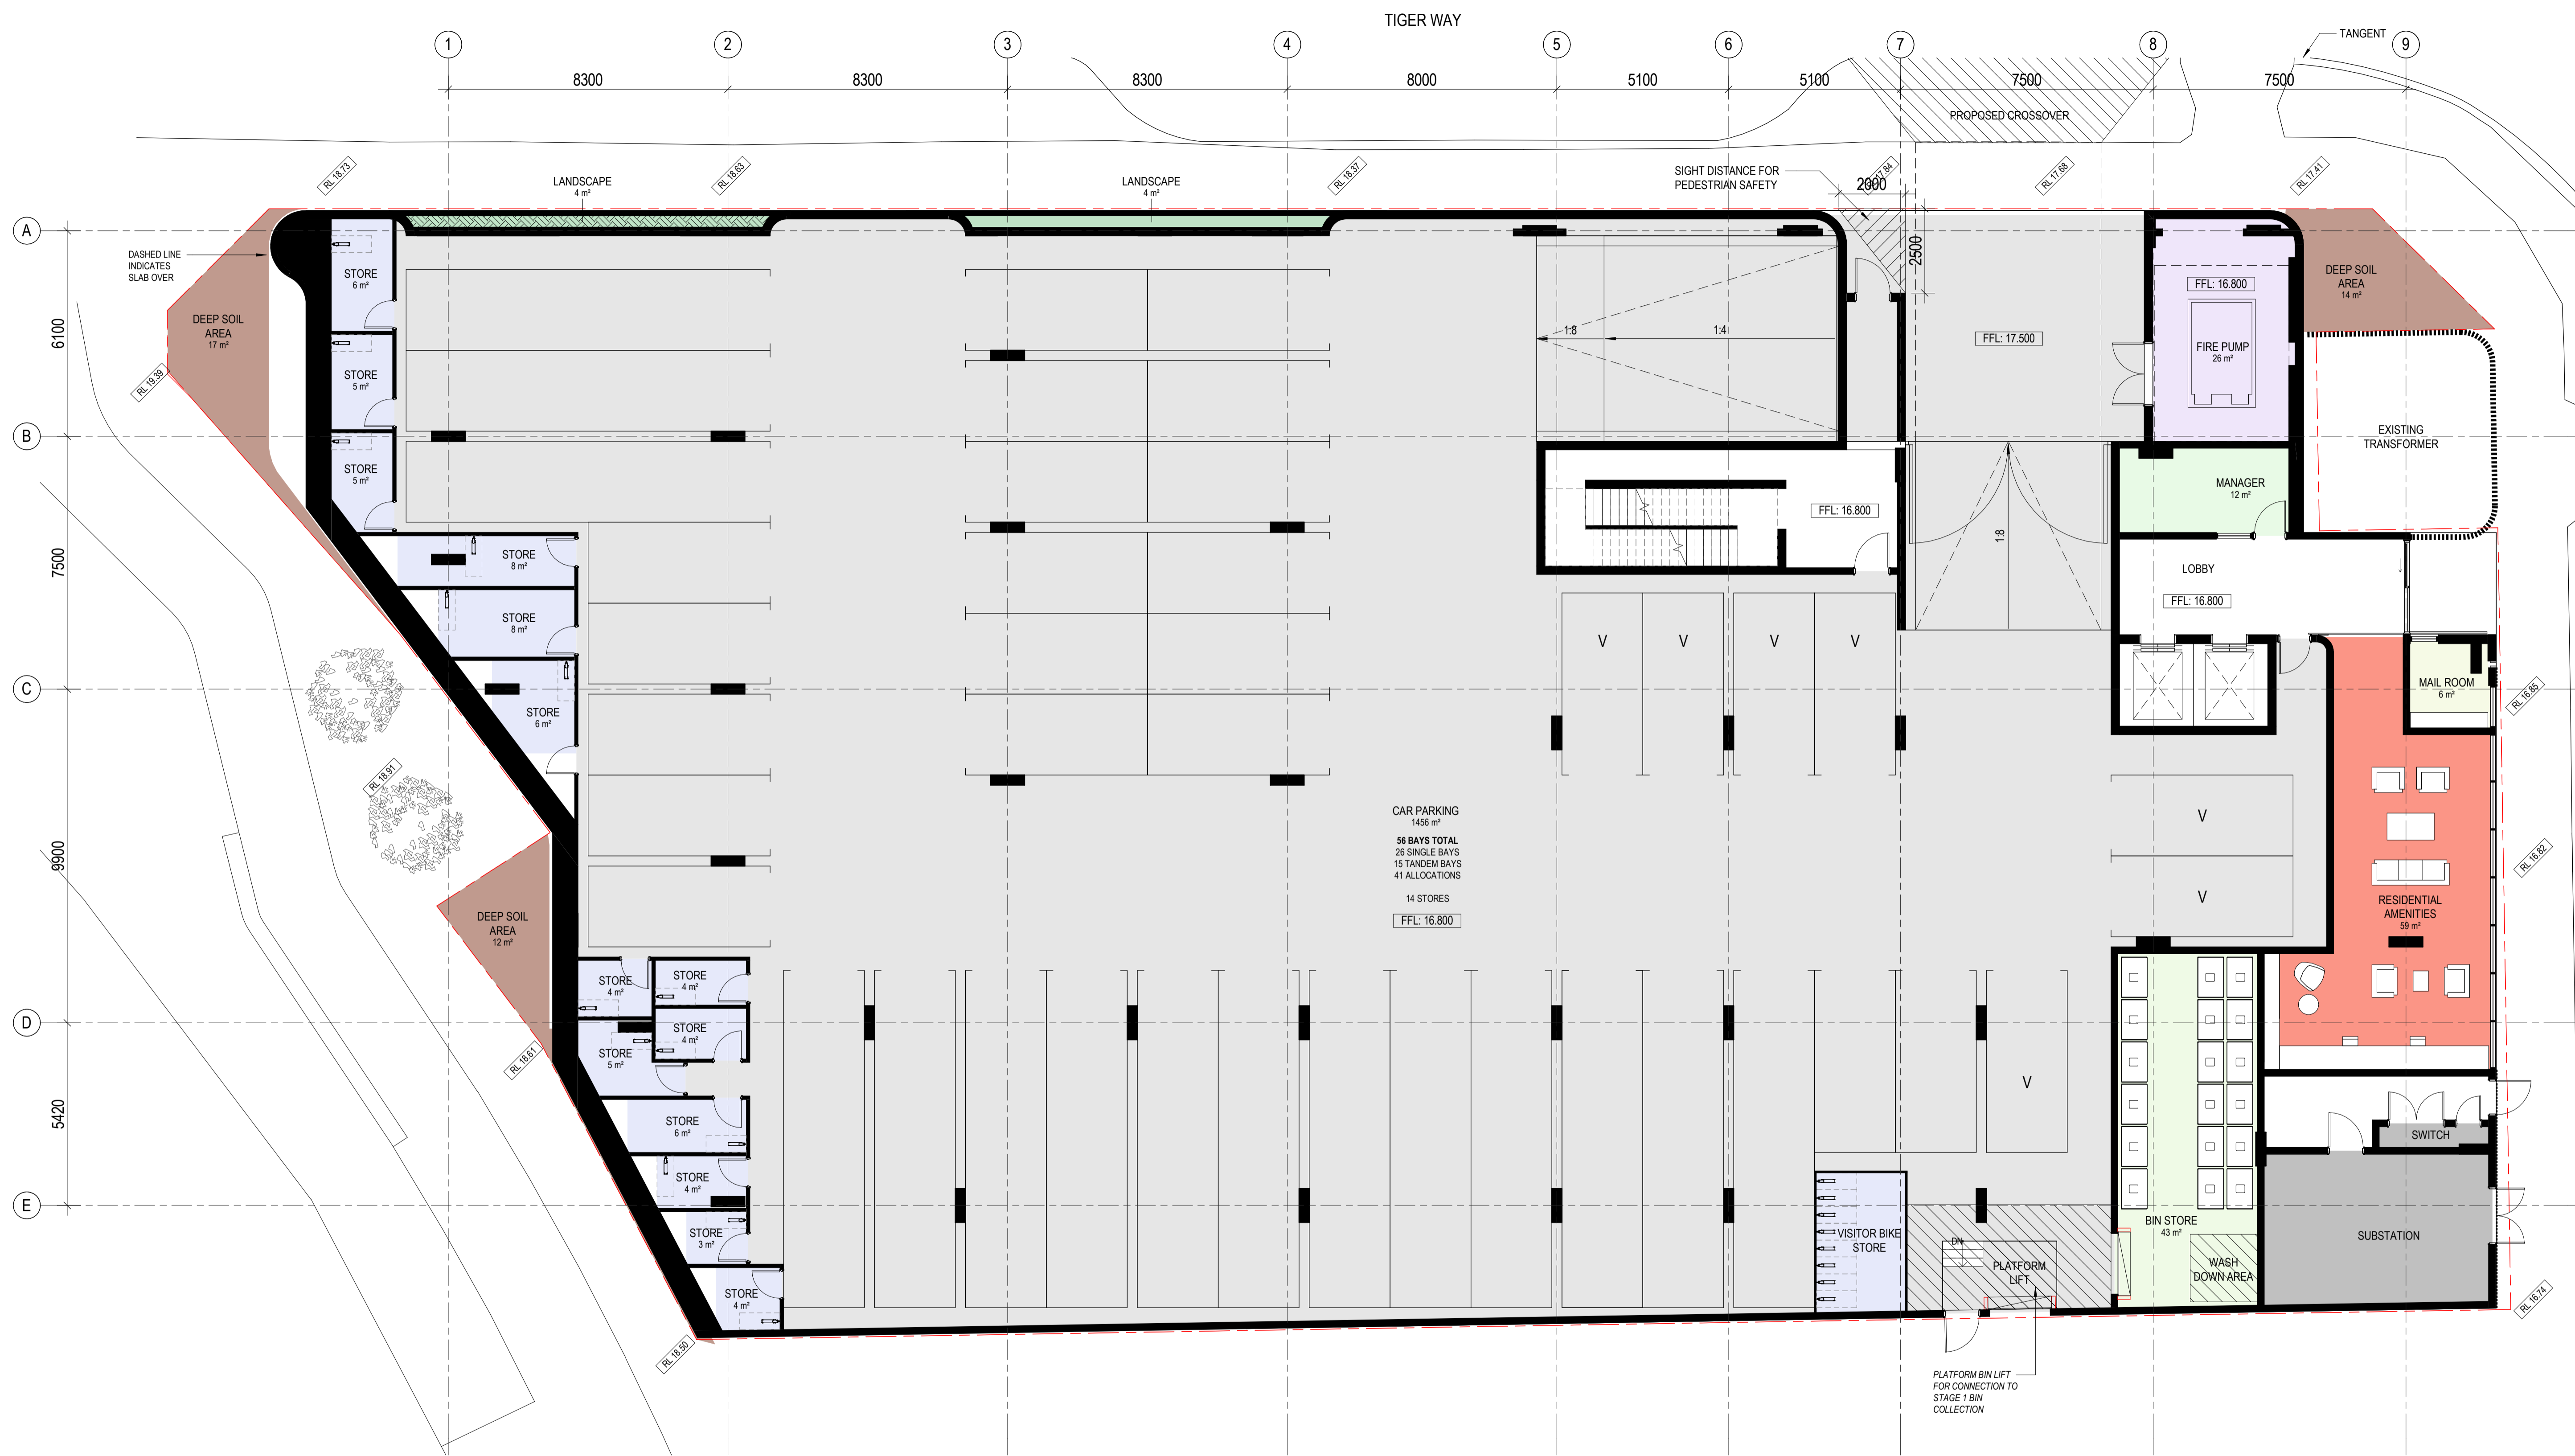 TIGER WAY
1
2
3
4
5
6
7
8
9
TANGENT
8300
8300
8300
8000
5100
5100
7500
7500
PROPOSED CROSSOVER
RL 18.73
RL 18.63
RL 18.37
RL 17.84
RL 17.68
RL 17.41
LANDSCAPE
4 m²
LANDSCAPE
4 m²
SIGHT DISTANCE FOR
PEDESTRIAN SAFETY
2000
2500
A
B
C
D
E
6100
7500
9900
5420
DASHED LINE
INDICATES
SLAB OVER
DEEP SOIL
AREA
17 m²
RL 19.39
STORE
6 m²
STORE
5 m²
STORE
5 m²
STORE
8 m²
STORE
8 m²
STORE
6 m²
1:8
1:4
FFL: 17.500
FFL: 16.800
FIRE PUMP
26 m²
DEEP SOIL
AREA
14 m²
EXISTING
TRANSFORMER
MANAGER
12 m²
FFL: 16.800
1:8
LOBBY
FFL: 16.800
V
V
V
V
MAIL ROOM
6 m²
RL 16.85
RL 18.91
CAR PARKING
1456 m²
56 BAYS TOTAL
26 SINGLE BAYS
15 TANDEM BAYS
41 ALLOCATIONS
14 STORES
FFL: 16.800
V
V
RL 16.82
RESIDENTIAL
AMENITIES
59 m²
DEEP SOIL
AREA
12 m²
RL 18.61
STORE
4 m²
STORE
4 m²
STORE
4 m²
STORE
5 m²
STORE
6 m²
STORE
4 m²
STORE
3 m²
STORE
4 m²
RL 18.50
V
VISITOR BIKE
STORE
DN
PLATFORM
LIFT
BIN STORE
43 m²
WASH
DOWN AREA
SWITCH
SUBSTATION
RL 16.74
PLATFORM BIN LIFT
FOR CONNECTION TO
STAGE 1 BIN
COLLECTION